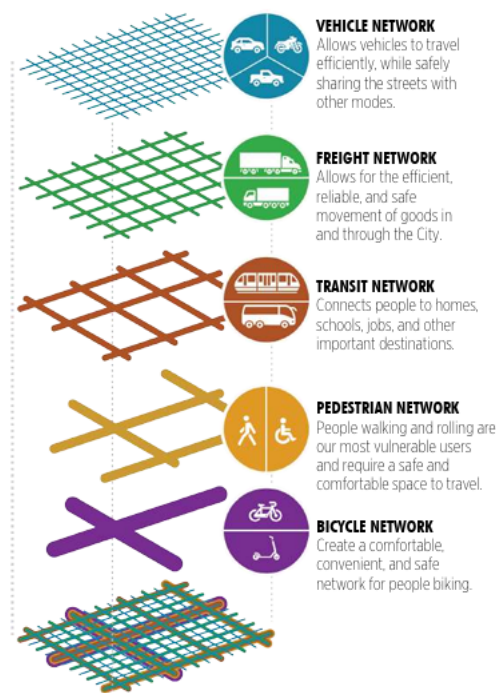 VEHICLE NETWORK
Allows vehicles to travel
efficiently, while safely
sharing the streets with
other modes.
FREIGHT NETWORK
Allows for the efficient,
reliable, and safe
movement of goods in
and through the City.
TRANSIT NETWORK
Connects people to homes,
schools, jobs, and other
important destinations.
PEDESTRIAN NETWORK
People walking and rolling are
our most vulnerable users
and require a safe and
comfortable space to travel.
BICYCLE NETWORK
Create a comfortable,
convenient, and safe
network for people biking.